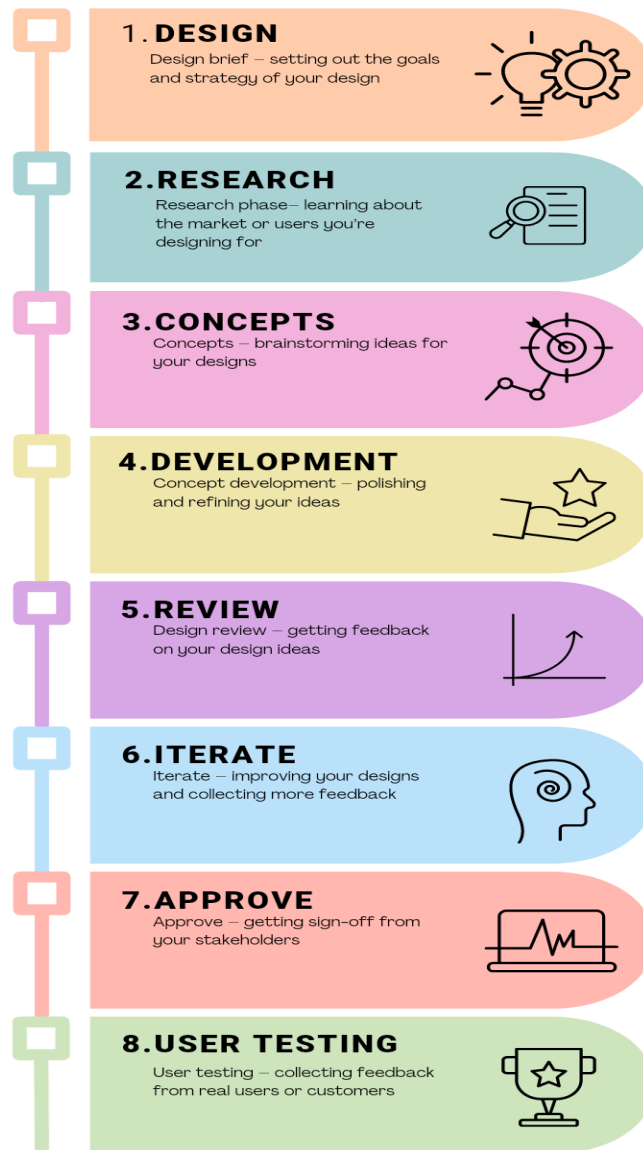 1. DESIGN
Design brief – setting out the goals
and strategy of your design
2.RESEARCH
Research phase– learning about
the market or users you're
designing for
3.CONCEPTS
Concepts – brainstorming ideas for
your designs
4.DEVELOPMENT
Concept development – polishing
and refining your ideas
5.REVIEW
Design review – getting feedback
on your design ideas
6.ITERATE
Iterate – improving your designs
and collecting more feedback
7.APPROVE
Approve – getting sign-off from
your stakeholders
8.USER TESTING
User testing – collecting feedback
from real users or customers